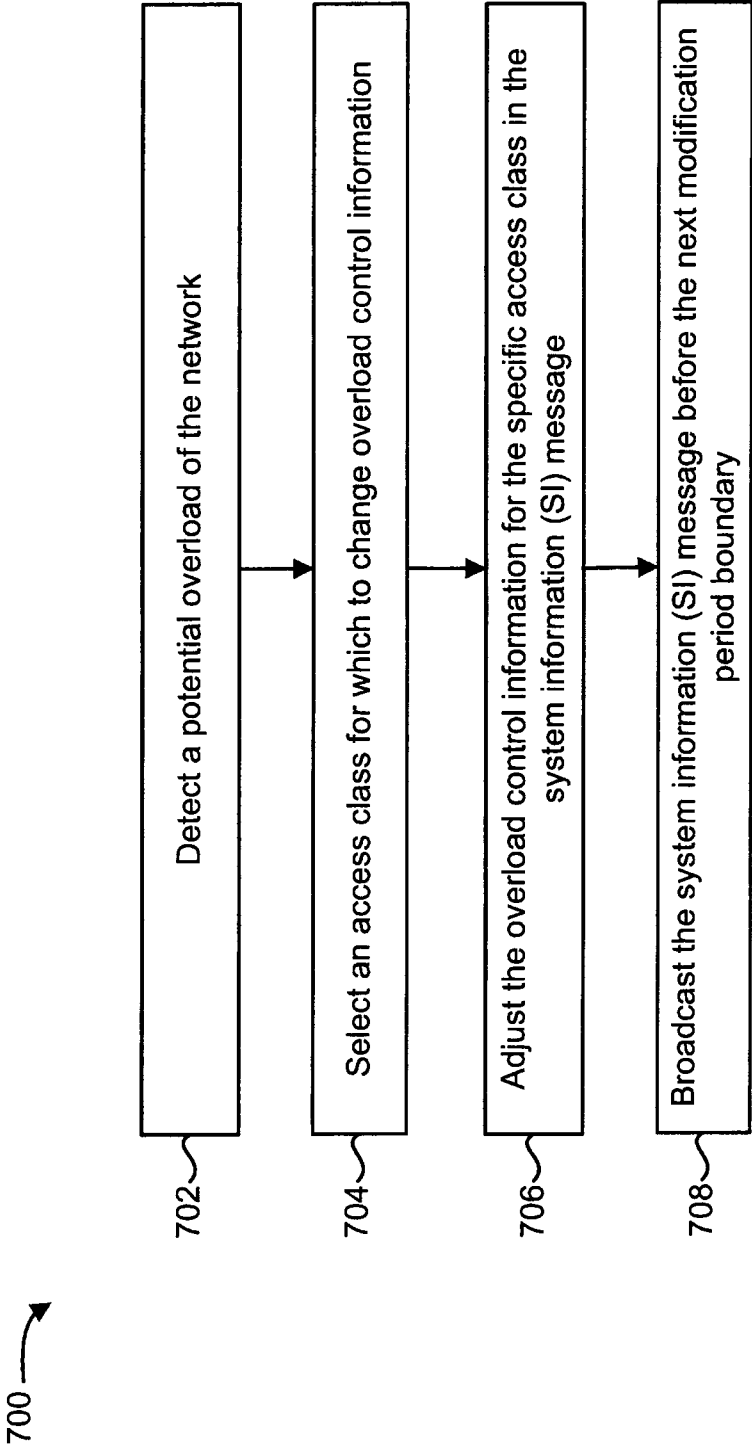 700
702
Detect a potential overload of the network
704
Select an access class for which to change overload control information
706
Adjust the overload control information for the specific access class in the
system information (SI) message
708
Broadcast the system information (SI) message before the next modification
period boundary